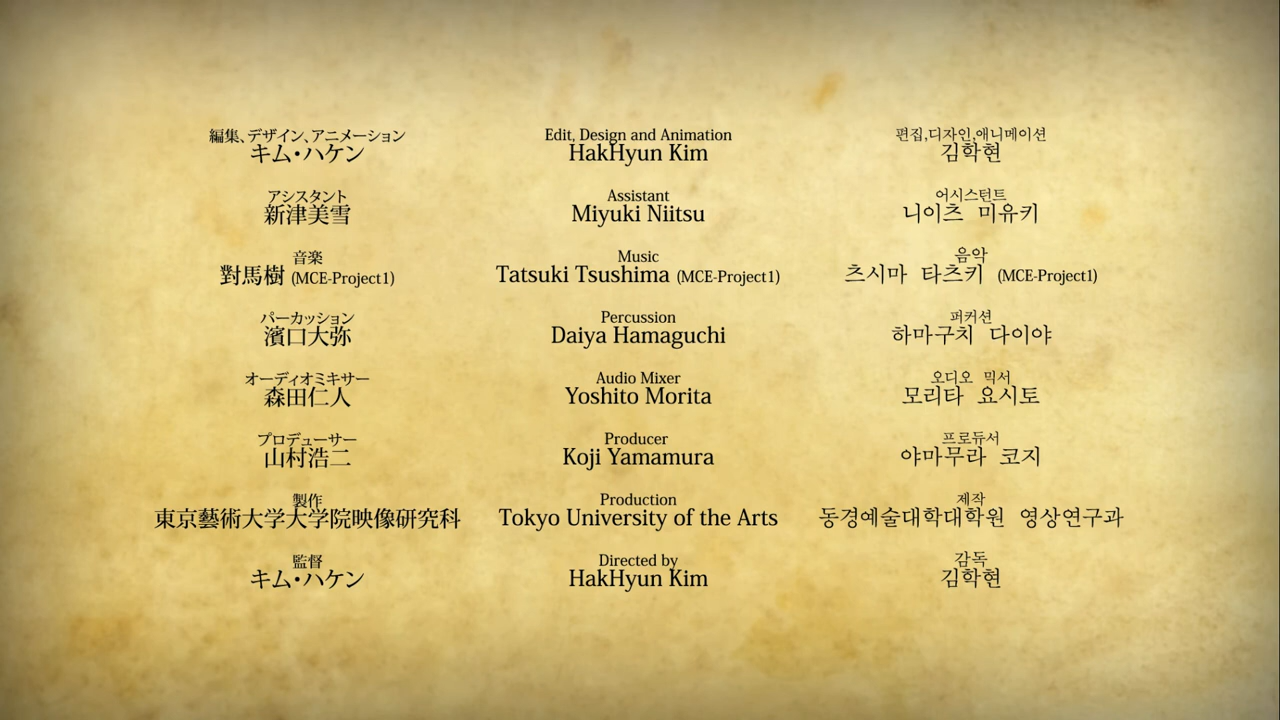 編集、デザイン、アニメーション
キム・ハケン
アシスタント
新津美雪
音楽
對馬樹 (MCE-Project1)
パーカッション
濱口大弥
オーディオミキサー
森田仁人
プロデューサー
山村浩二
製作
東京藝術大学大学院映像研究科
監督
キム・ハケン
Edit, Design and Animation
HakHyun Kim
Assistant
Miyuki Niitsu
Music
Tatsuki Tsushima (MCE-Project1)
Percussion
Daiya Hamaguchi
Audio Mixer
Yoshito Morita
Producer
Koji Yamamura
Production
Tokyo University of the Arts
Directed by
HakHyun Kim
편집,디자인,애니메이션
김학현
어시스턴트
니이츠 미유키
음악
츠시마 타츠키 (MCE-Project1)
퍼커션
하마구치 다이야
오디오 믹서
모리타 요시토
프로듀서
야마무라 코지
제작
동경예술대학대학원 영상연구과
감독
김학현